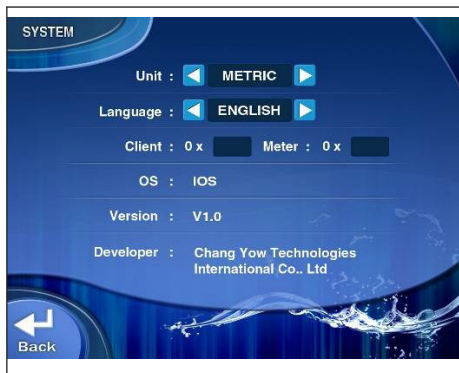 SYSTEM
Unit : METRIC
Language : ENGLISH
Client : 0 x Meter : 0 x
OS : IOS
Version : V1.0
Developer : Chang Yow Technologies
International Co.. Ltd
Back